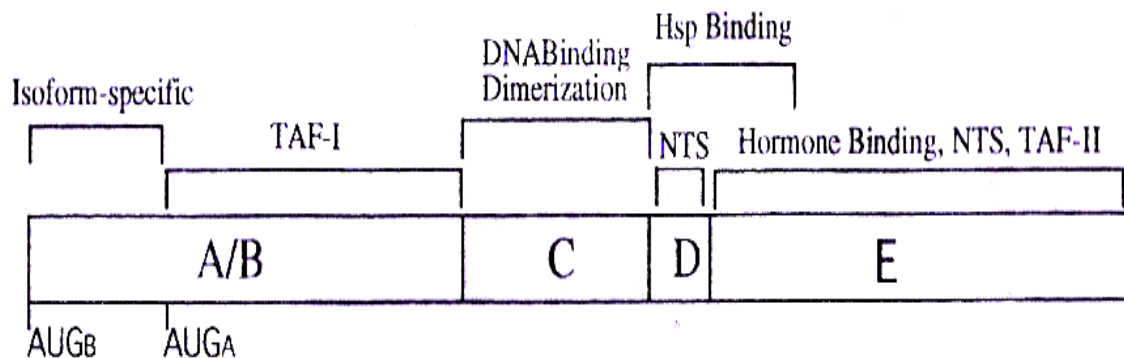 Hsp Binding
DNABinding
Dimerization
Isoform-specific
TAF-I
NTS
Hormone Binding, NTS, TAF-II
A/B
C
D
E
AUGB
AUGA